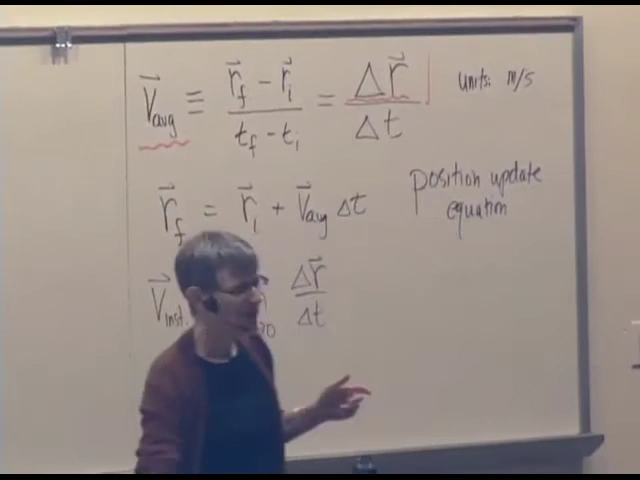 v⃗avg ≡ r⃗f − r⃗i / tf − ti = Δr⃗ / Δt units: m/s
r⃗f = r⃗i + v⃗avg Δt position update
equation
v⃗inst. Δr⃗ / Δt